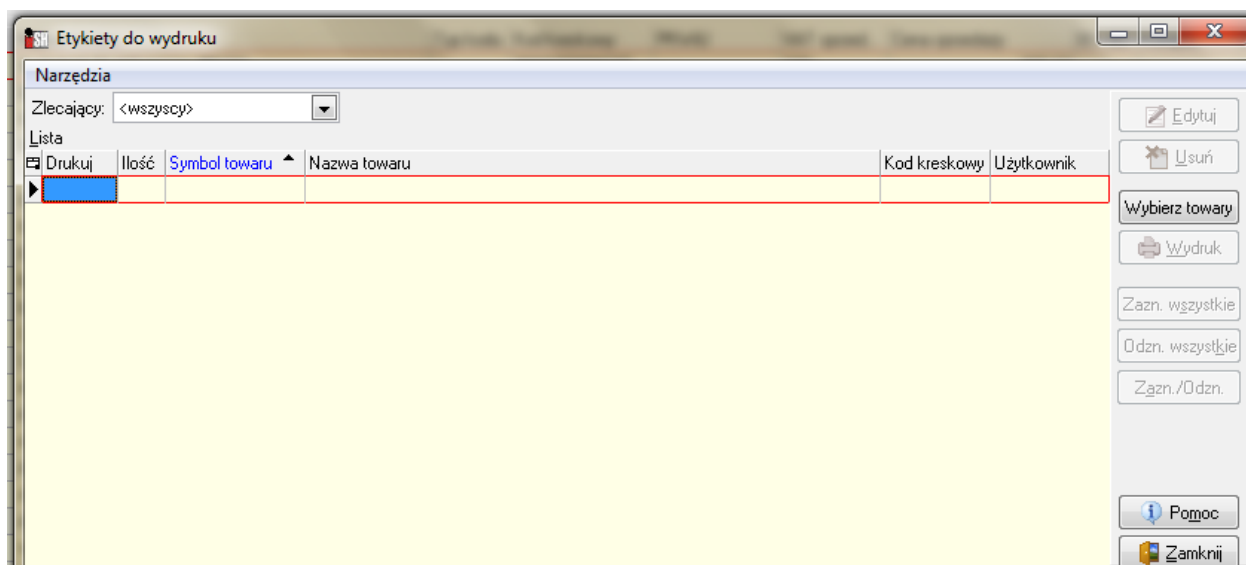 Etykiety do wydruku
Narzędzia
Zlecający: <wszyscy>
Lista
Drukuj Ilość Symbol towaru Nazwa towaru Kod kreskowy Użytkownik
Edytuj
Usuń
Wybierz towary
Wydruk
Zazn. wszystkie
Odzn. wszystkie
Zazn./Odzn.
Pomoc
Zamknij